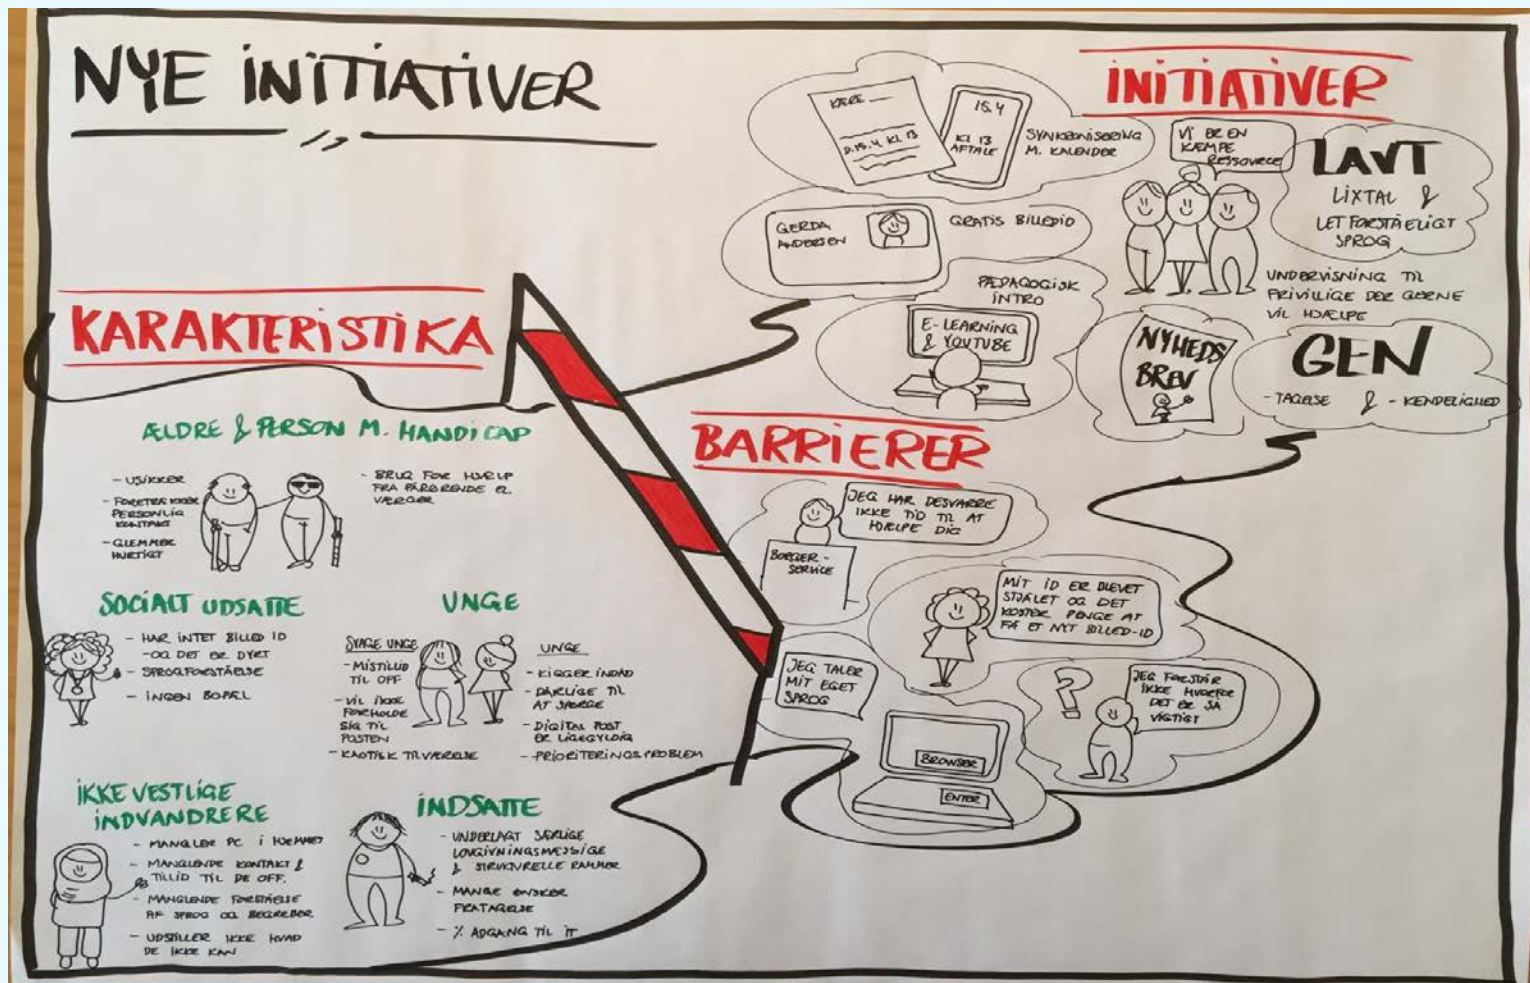 NYE INITIATIVER
KARAKTERISTIKA
ÆLDRE & PERSON M. HANDICAP
- USIKKER
- FORETRÆKKER
PERSONLIG
KONTAKT
- GLEMMER
HURTIGT
- BRUG FOR HJÆLP
FRA PÅRØRENDE EL
VÆRGER
SOCIALT UDSATTE
- HAR INTET BILLED ID
- OG DET ER DYRT
- SPROGFORSTÅELSE
- INGEN BOPÆL
UNGE
SVAGE UNGE
- MISTILLID
TIL OFF
- VIL IKKE
FORHOLDE
SIG TIL
POSTEN
- KAOTISK TILVÆRELSE
UNGE
- KIGGER INDAD
- DÅRLIGE TIL
AT SPØRGE
- DIGITAL POST
ER LIGEGYLDIG
- PRIORITERINGSPROBLEM
IKKE VESTLIGE
INDVANDRERE
- MANGLER PC I HJEMMET
- MANGLENDE KONTAKT &
TILLID TIL DE OFF.
- MANGLENDE FORSTÅELSE
AF SPROG OG BEGREBER
- UDSTILLER IKKE HVAD
DE IKKE KAN
INDSATTE
- UNDERLAGT SÆRLIGE
LOVGIVNINGSMÆSSIGE
& STRUKTURELLE RAMMER
- MANGE ØNSKER
FRATAGELSE
- % ADGANG TIL IT
BARRIERER
JEG HAR DESVÆRRE
IKKE TID TIL AT
HJÆLPE DIG
BORGER-
SERVICE
MIT ID ER BLEVET
STJÅLET OG DET
KOSTER PENGE AT
FÅ ET NYT BILLED-ID
JEG TALER
MIT EGET
SPROG
?
JEG FORSTÅR
IKKE HVORFOR
DET ER SÅ
VIGTIGT
BROWSER
ENTER
INITIATIVER
KÆRE
D. 15.4 KL 13
15.4
KL 13
AFTALE
SYNKRONISERING
M. KALENDER
GERDA
ANDERSEN
GRATIS BILLEDID
PÆDAGOGISK
INTRO
E-LEARNING
& YOUTUBE
VI ER EN
KÆMPE
RESSOURCE
UNDERVISNING TIL
FRIVILLIGE DER GERNE
VIL HJÆLPE
LAVT
LIXTAL &
LET FORSTÅELIGT
SPROG
NYHEDS
BREV
GEN
- TAGELSE & - KENDELIGHED